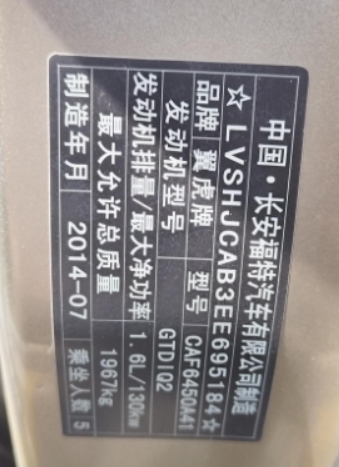 中国·长安福特汽车有限公司制造
☆LVSHJCAB3EE695184☆
品牌 翼虎牌 型号 CAF6450A41
发动机型号 GTDIQ2
发动机排量/最大净功率 1.6L/130kw
最大允许总质量 1967kg
制造年月 2014-07 乘坐人数 5